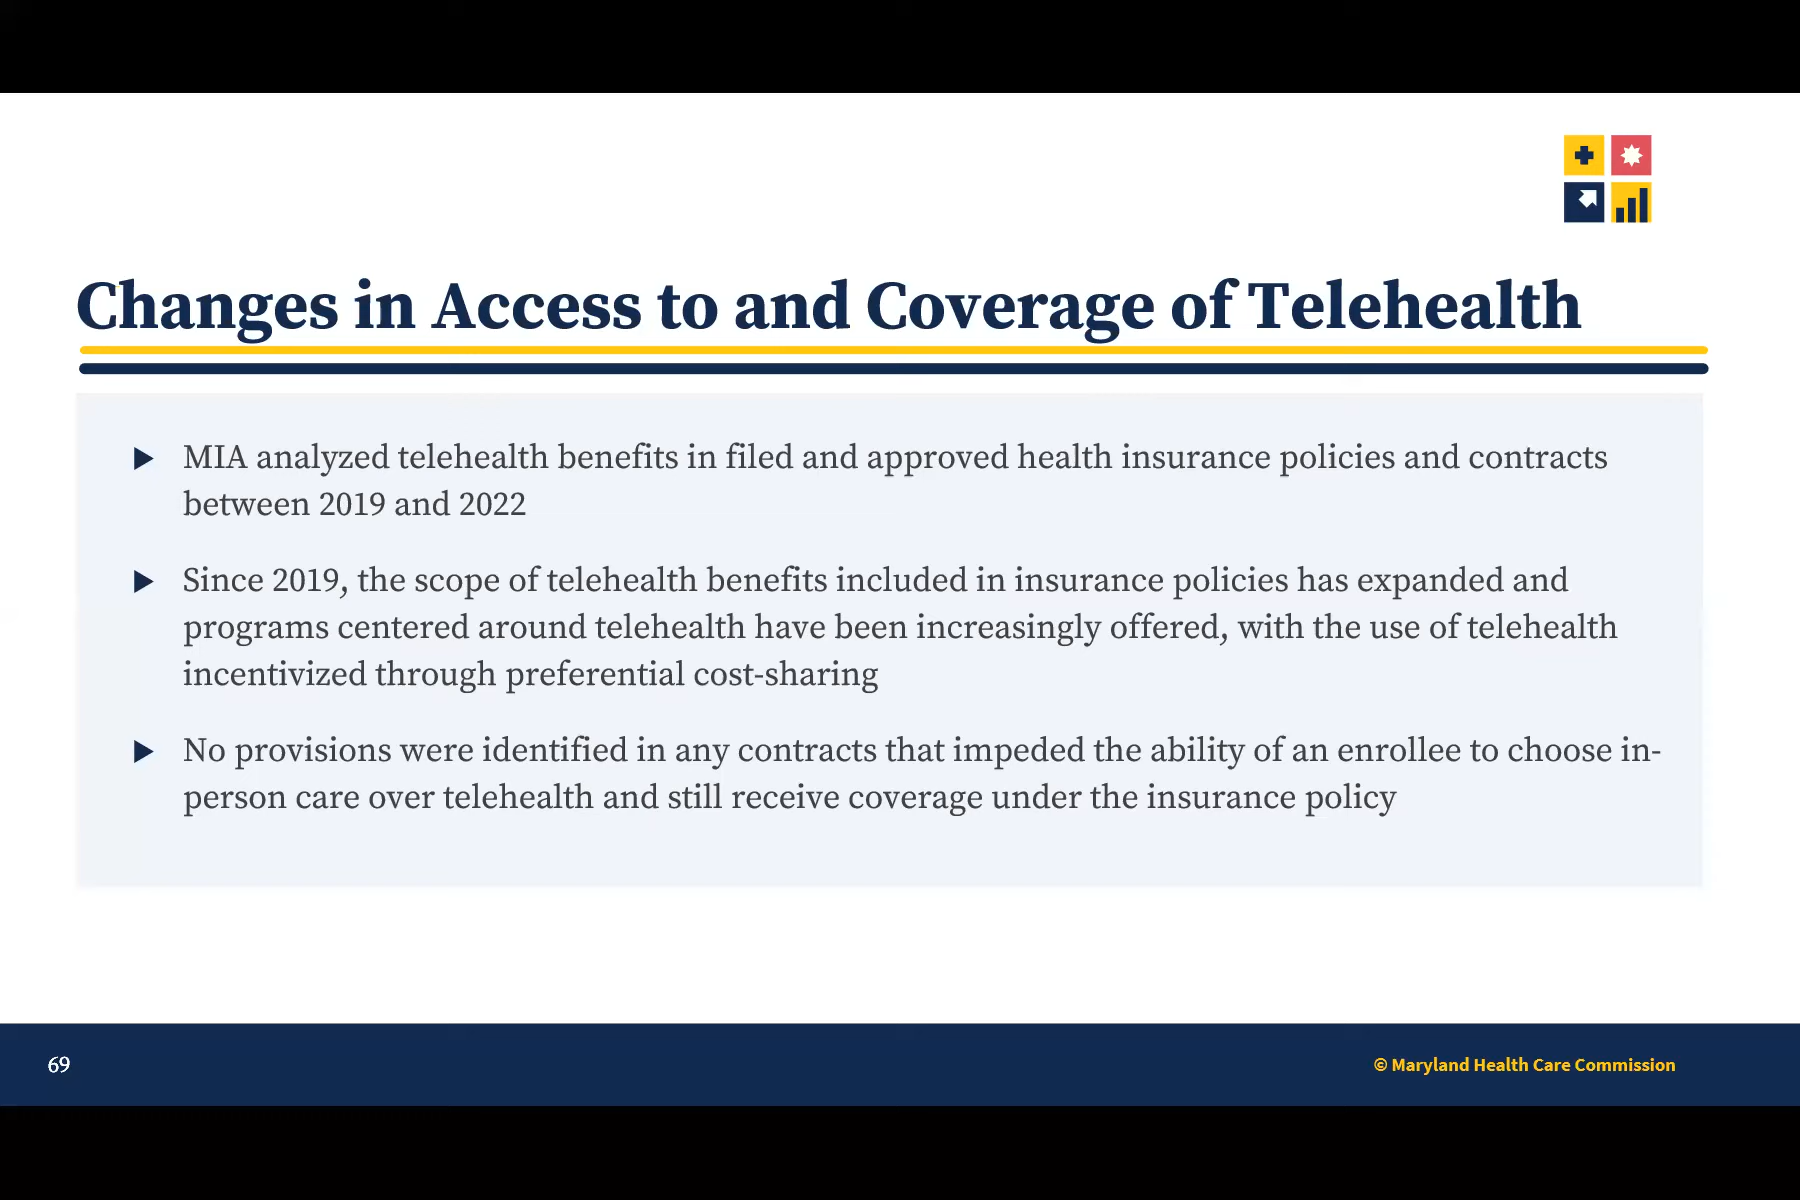 Changes in Access to and Coverage of Telehealth
MIA analyzed telehealth benefits in filed and approved health insurance policies and contracts
between 2019 and 2022
Since 2019, the scope of telehealth benefits included in insurance policies has expanded and
programs centered around telehealth have been increasingly offered, with the use of telehealth
incentivized through preferential cost-sharing
No provisions were identified in any contracts that impeded the ability of an enrollee to choose in-
person care over telehealth and still receive coverage under the insurance policy
69
© Maryland Health Care Commission